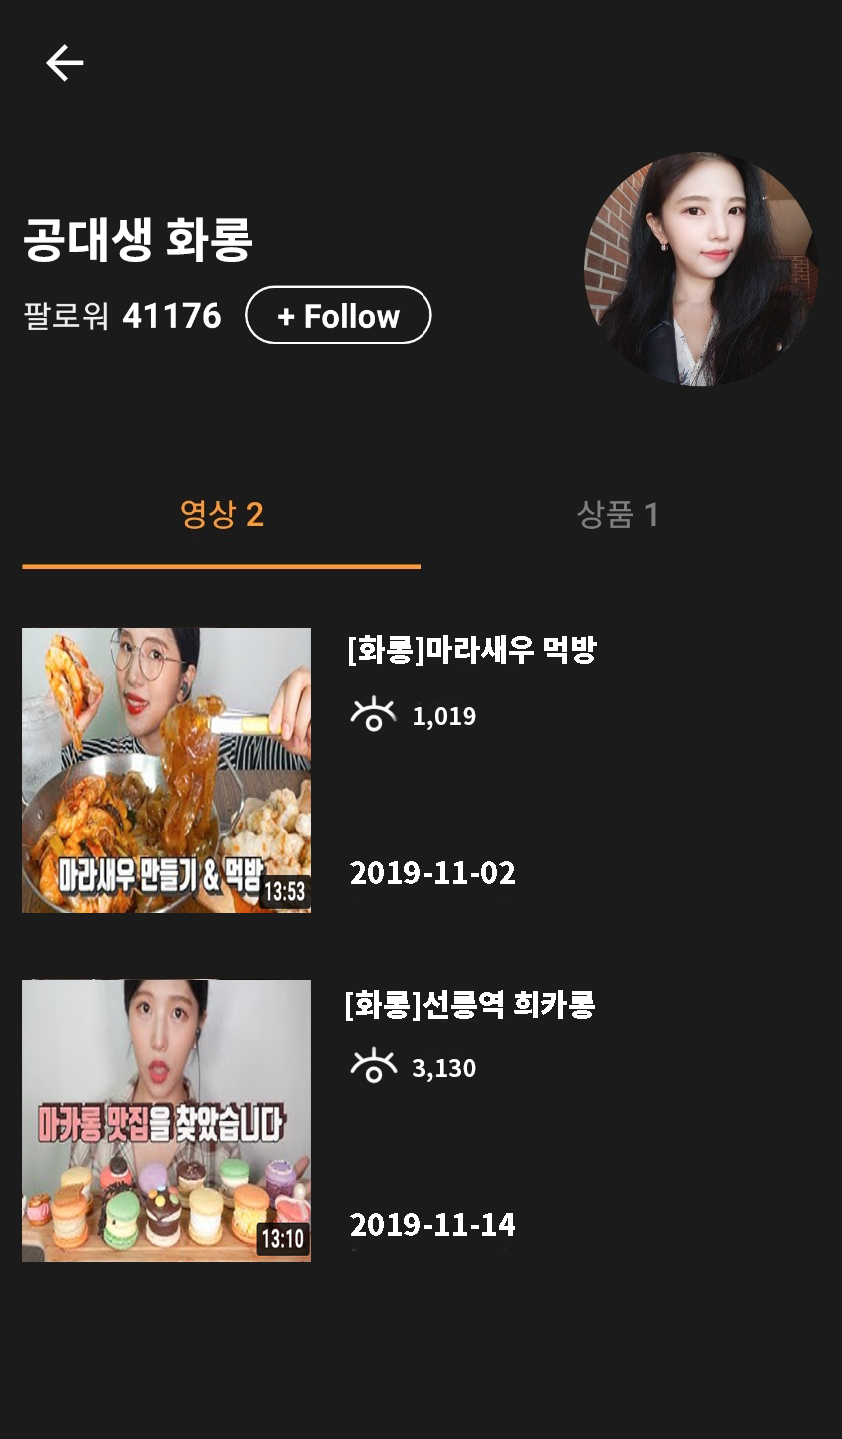 공대생 화롱
팔로워 41176 + Follow
영상 2
상품 1
마라새우 만들기 & 먹방
13:53
[화롱]마라새우 먹방
1,019
2019-11-02
마카롱 맛집을 찾았습니다
13:10
[화롱]선릉역 희카롱
3,130
2019-11-14